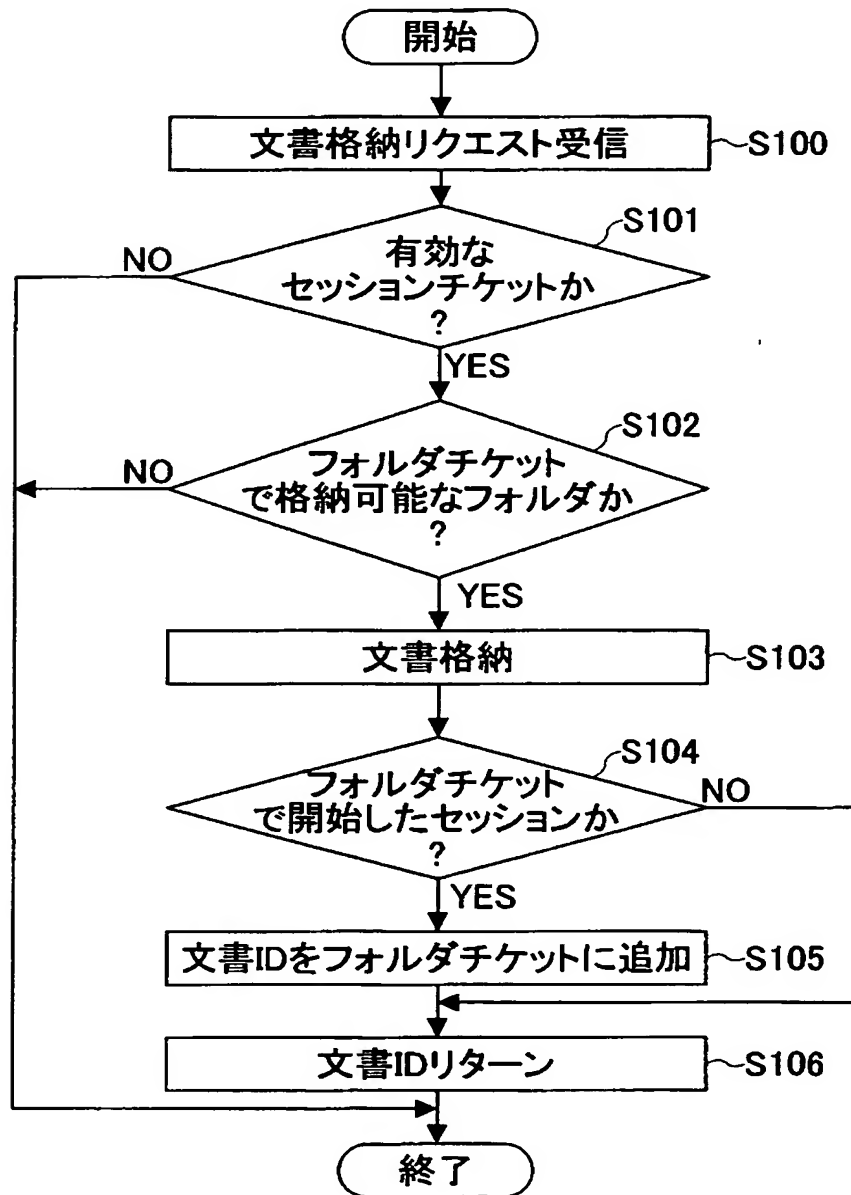 開始
文書格納リクエスト受信
S100
S101
有効な
セッションチケットか
?
NO
YES
S102
フォルダチケット
で格納可能なフォルダか
?
NO
YES
文書格納
S103
S104
フォルダチケット
で開始したセッションか
?
NO
YES
文書IDをフォルダチケットに追加
S105
文書IDリターン
S106
終了